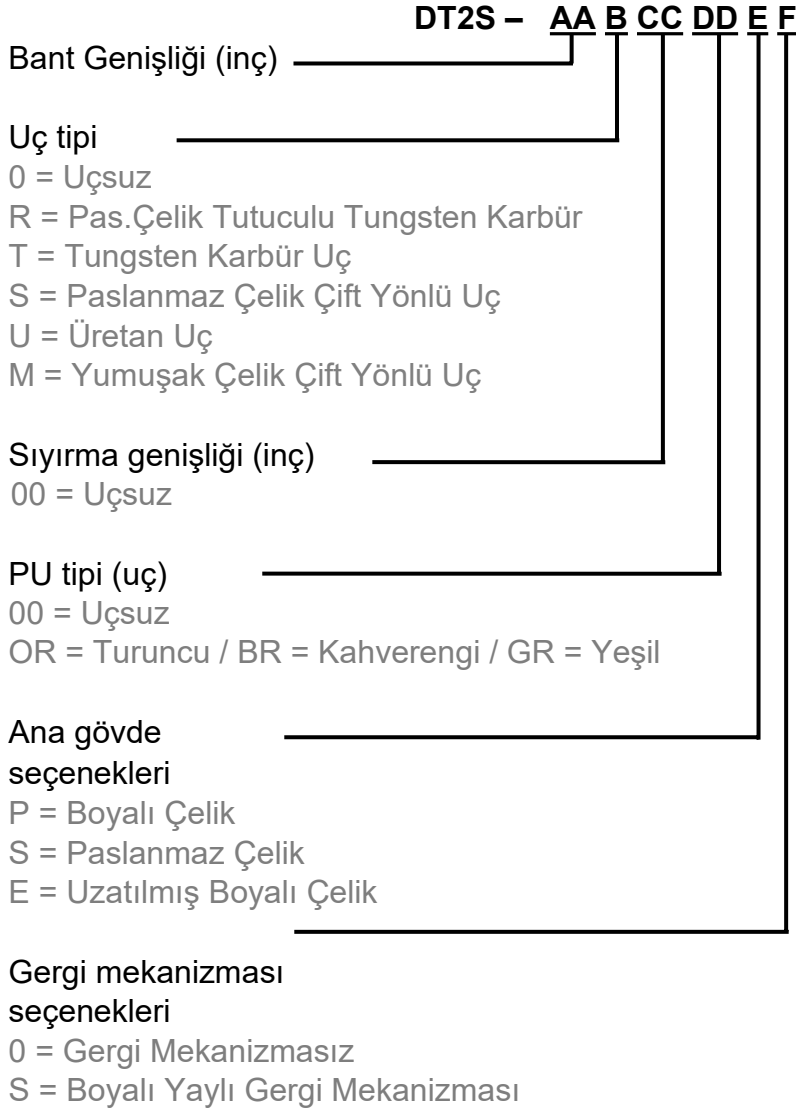 DT2S – AA B CC DD E F
Bant Genişliği (inç)
Uç tipi
0 = Uçsuz
R = Pas.Çelik Tutuculu Tungsten Karbür
T = Tungsten Karbür Uç
S = Paslanmaz Çelik Çift Yönlü Uç
U = Üretan Uç
M = Yumuşak Çelik Çift Yönlü Uç
Sıyırma genişliği (inç)
00 = Uçsuz
PU tipi (uç)
00 = Uçsuz
OR = Turuncu / BR = Kahverengi / GR = Yeşil
Ana gövde
seçenekleri
P = Boyalı Çelik
S = Paslanmaz Çelik
E = Uzatılmış Boyalı Çelik
Gergi mekanizması
seçenekleri
0 = Gergi Mekanizmasız
S = Boyalı Yaylı Gergi Mekanizması